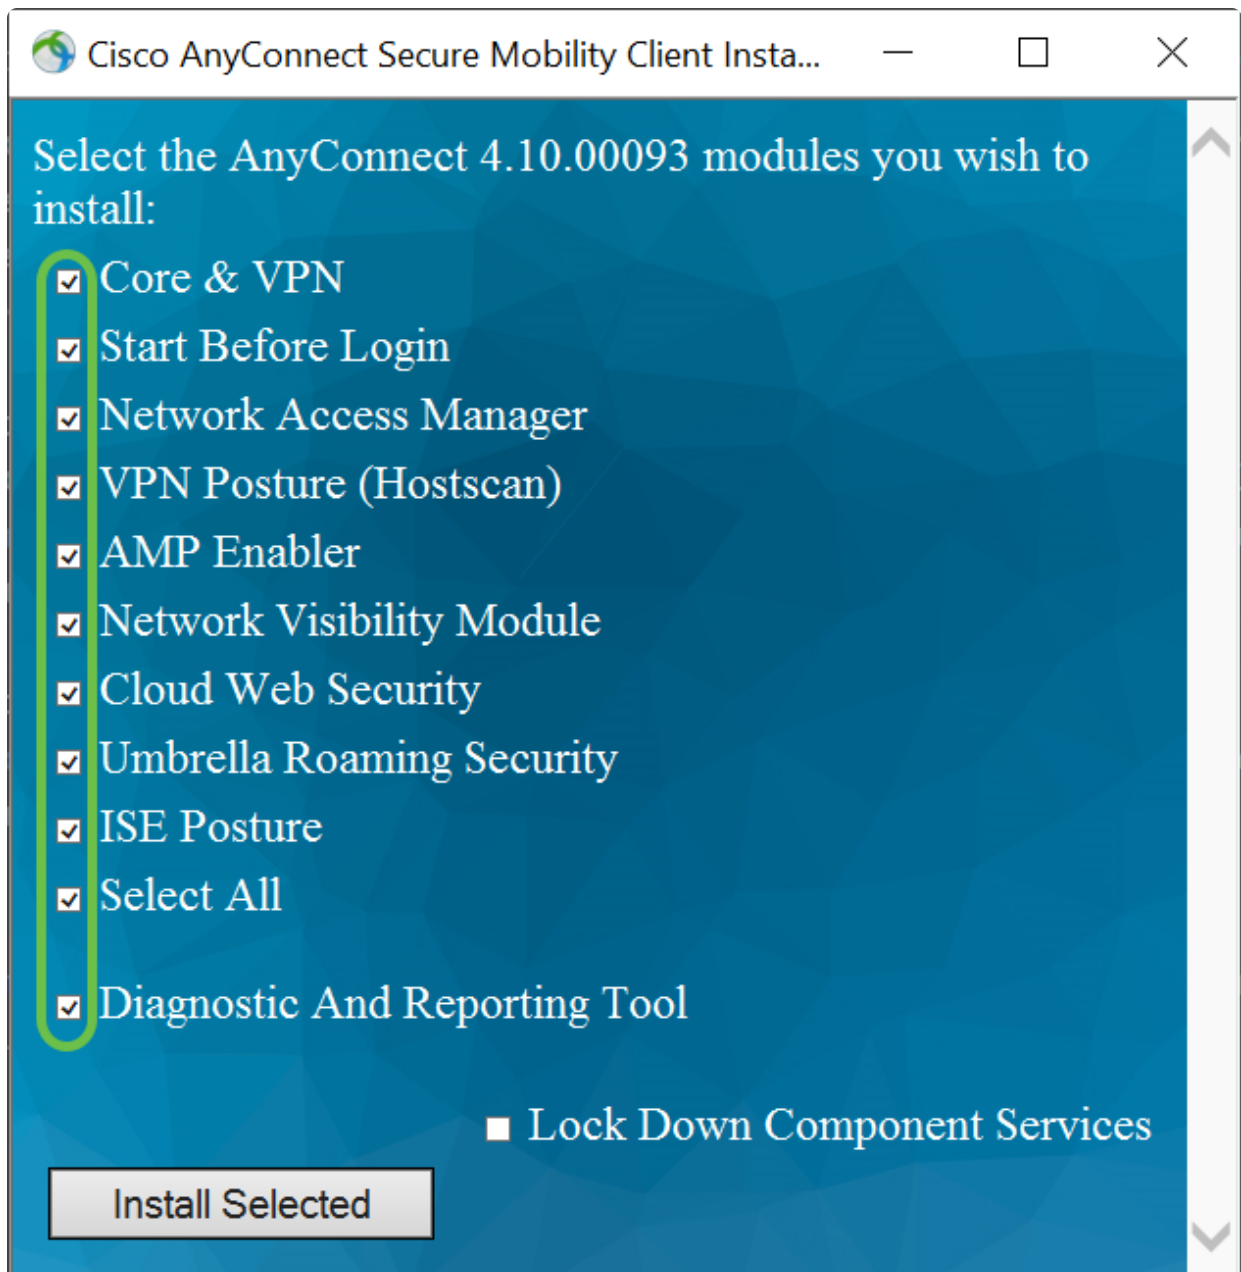 Cisco AnyConnect Secure Mobility Client Insta...
Select the AnyConnect 4.10.00093 modules you wish to
install:
Core & VPN
Start Before Login
Network Access Manager
VPN Posture (Hostscan)
AMP Enabler
Network Visibility Module
Cloud Web Security
Umbrella Roaming Security
ISE Posture
Select All
Diagnostic And Reporting Tool
Lock Down Component Services
Install Selected